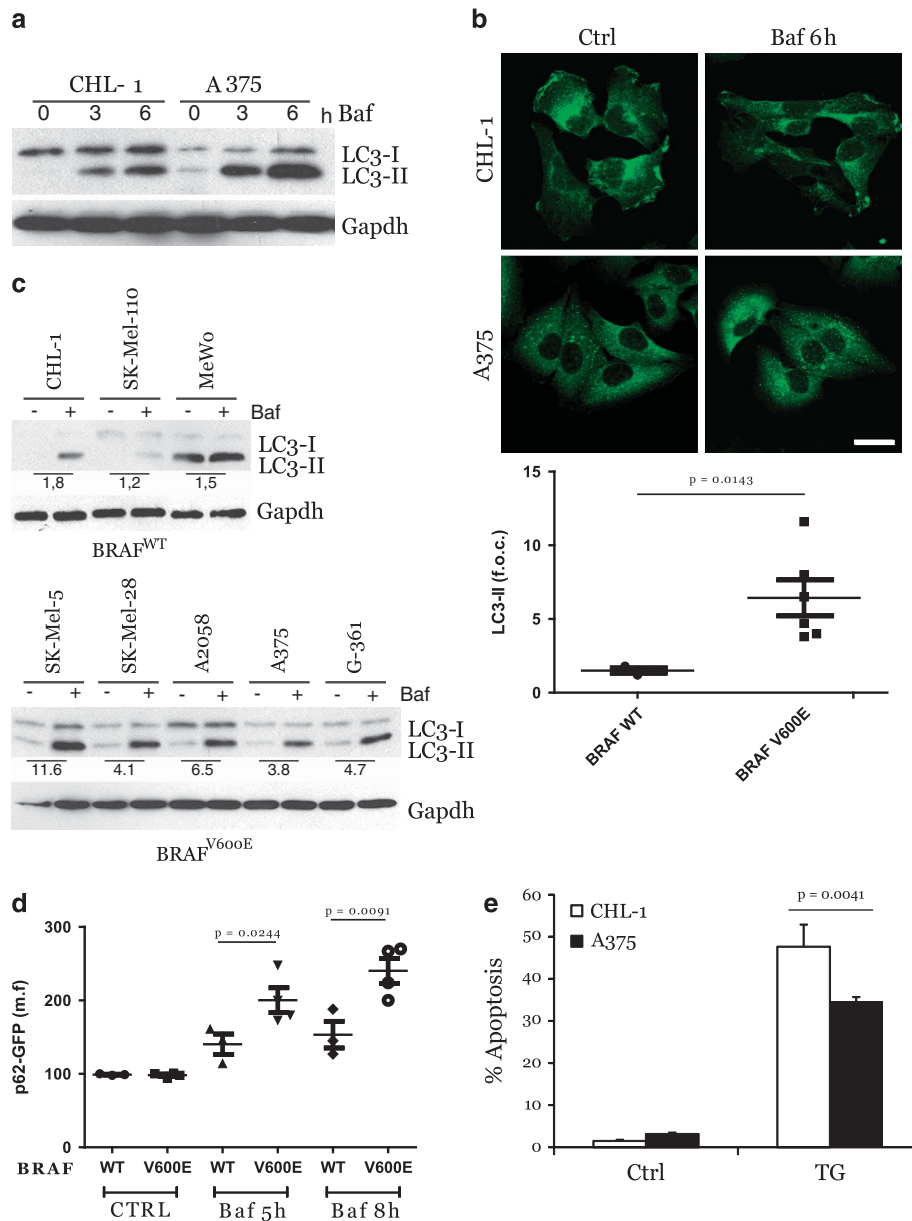 a
CHL- 1 A 375
0 3 6 0 3 6 h Baf
LC3-I
LC3-II
Gapdh
b
Ctrl Baf 6h
CHL-1
A375
15
10
5
0
LC3-II (f.o.c.)
p = 0.0143
BRAF WT
BRAF V600E
c
CHL-1 SK-Mel-110 MeWo
- + - + - + Baf
LC3-I
LC3-II
1,8 1,2 1,5
Gapdh
BRAFWT
SK-Mel-5 SK-Mel-28 A2058 A375 G-361
- + - + - + - + - + Baf
LC3-I
LC3-II
11.6 4.1 6.5 3.8 4.7
Gapdh
BRAFV600E
d
300
200
100
0
p62-GFP (m.f)
p = 0.0244
p = 0.0091
BRAF WT V600E WT V600E WT V600E
CTRL Baf 5h Baf 8h
e
60
50
40
30
20
10
0
% Apoptosis
CHL-1
A375
p = 0.0041
Ctrl TG